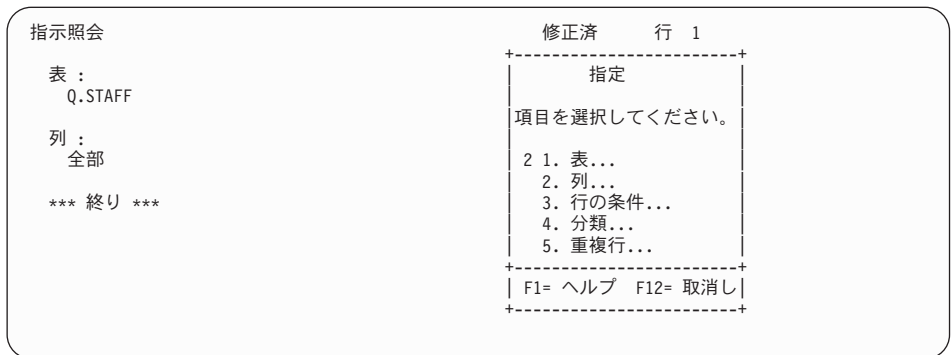 指示照会 修正済 行 1
表 :
Q.STAFF
列 :
全部
*** 終り ***
指定
項目を選択してください。
2 1. 表...
2. 列...
3. 行の条件...
4. 分類...
5. 重複行...
F1= ヘルプ F12= 取消し